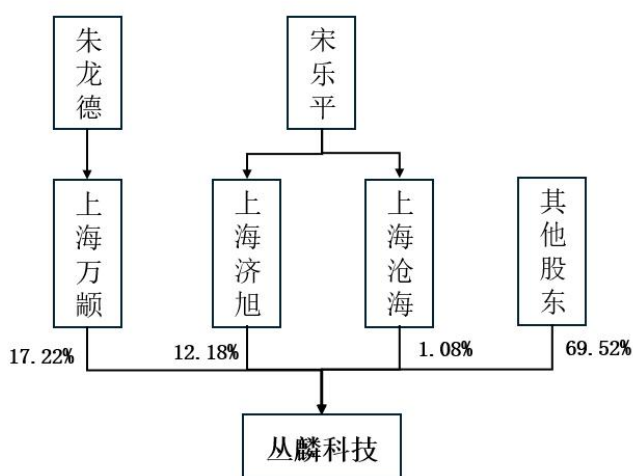 朱龙德
宋乐平
上海万颛
上海济旭
上海沧海
其他股东
17.22%
12.18%
1.08%
69.52%
丛麟科技